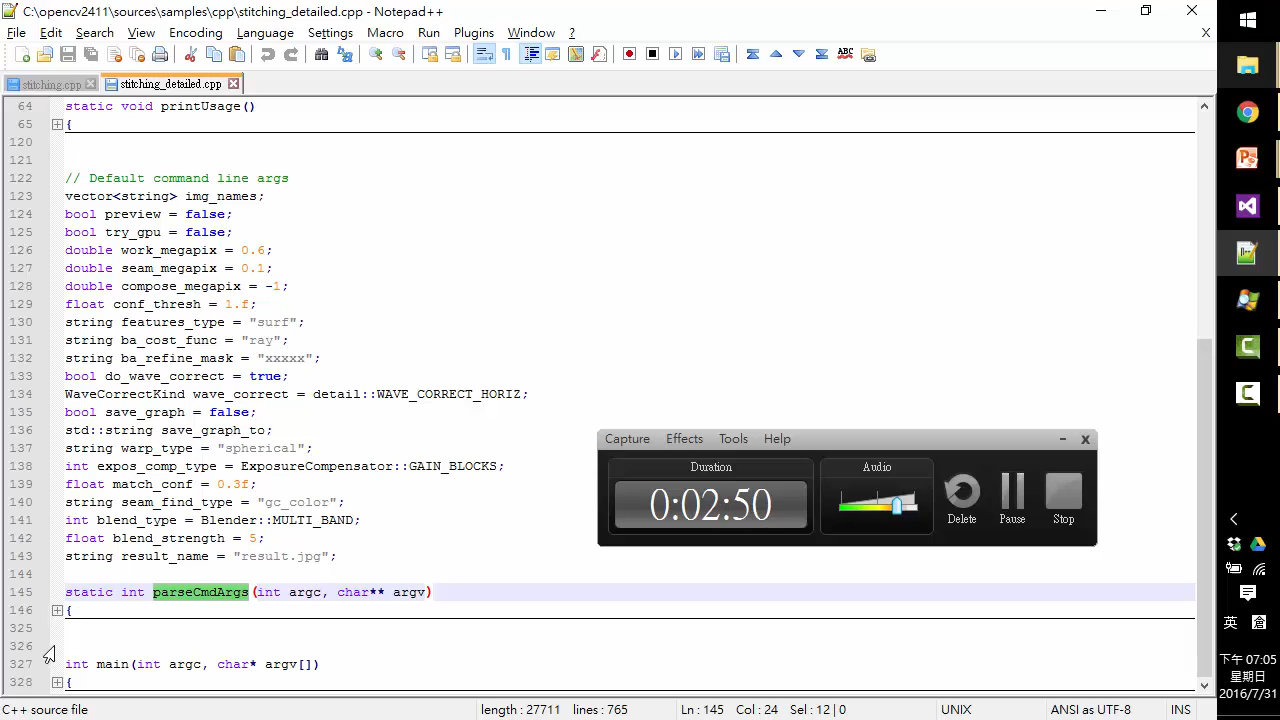 C:\opencv2411\sources\samples\cpp\stitching_detailed.cpp - Notepad++
File Edit Search View Encoding Language Settings Macro Run Plugins Window ? X
ABC
stitching.cpp stitching_detailed.cpp
64 static void printUsage()
65 {
120
121
122 // Default command line args
123 vector<string> img_names;
124 bool preview = false;
125 bool try_gpu = false;
126 double work_megapix = 0.6;
127 double seam_megapix = 0.1;
128 double compose_megapix = -1;
129 float conf_thresh = 1.f;
130 string features_type = "surf";
131 string ba_cost_func = "ray";
132 string ba_refine_mask = "xxxxx";
133 bool do_wave_correct = true;
134 WaveCorrectKind wave_correct = detail::WAVE_CORRECT_HORIZ;
135 bool save_graph = false;
136 std::string save_graph_to;
137 string warp_type = "spherical";
138 int expos_comp_type = ExposureCompensator::GAIN_BLOCKS;
139 float match_conf = 0.3f;
140 string seam_find_type = "gc_color";
141 int blend_type = Blender::MULTI_BAND;
142 float blend_strength = 5;
143 string result_name = "result.jpg";
144
145 static int parseCmdArgs(int argc, char** argv)
146 {
325
326
327 int main(int argc, char* argv[])
328 {
Capture Effects Tools Help
Duration
0:02:50
Audio
Delete
Pause
Stop
英 倉
下午 07:05
星期日
2016/7/31
C++ source file length : 27711 lines : 765 Ln : 145 Col : 24 Sel : 12 | 0 UNIX ANSI as UTF-8 INS